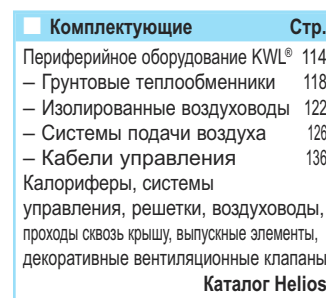 Комплектующие Стр.
Периферийное оборудование KWL® 114
– Грунтовые теплообменники 118
– Изолированные воздуховоды 122
– Системы подачи воздуха 126
– Кабели управления 136
Калориферы, системы
управления, решетки, воздуховоды,
проходы сквозь крышу, выпускные элементы,
декоративные вентиляционные клапаны
Каталог Helios